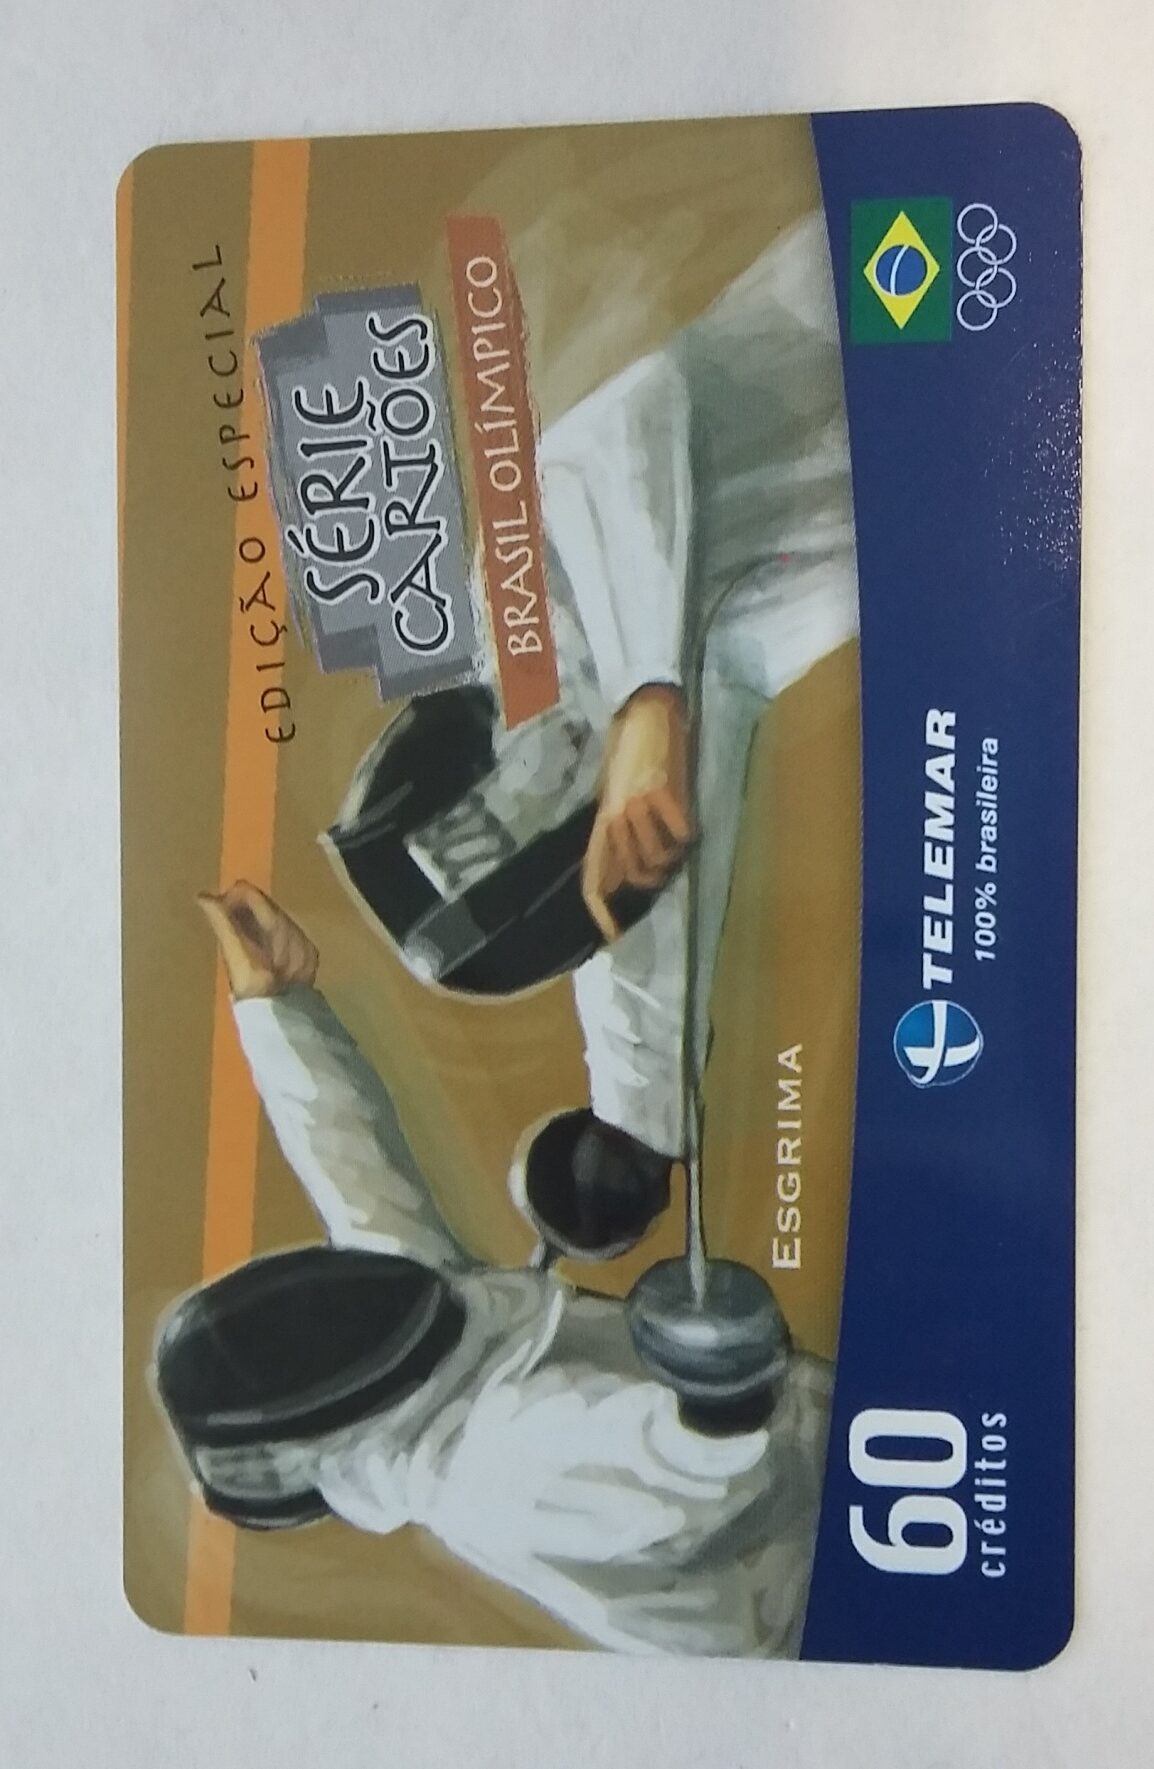 EDIÇÃO ESPECIAL
SÉRIE
CARTÕES
BRASIL OLÍMPICO
ESGRIMA
60
créditos
TELEMAR
100% brasileira